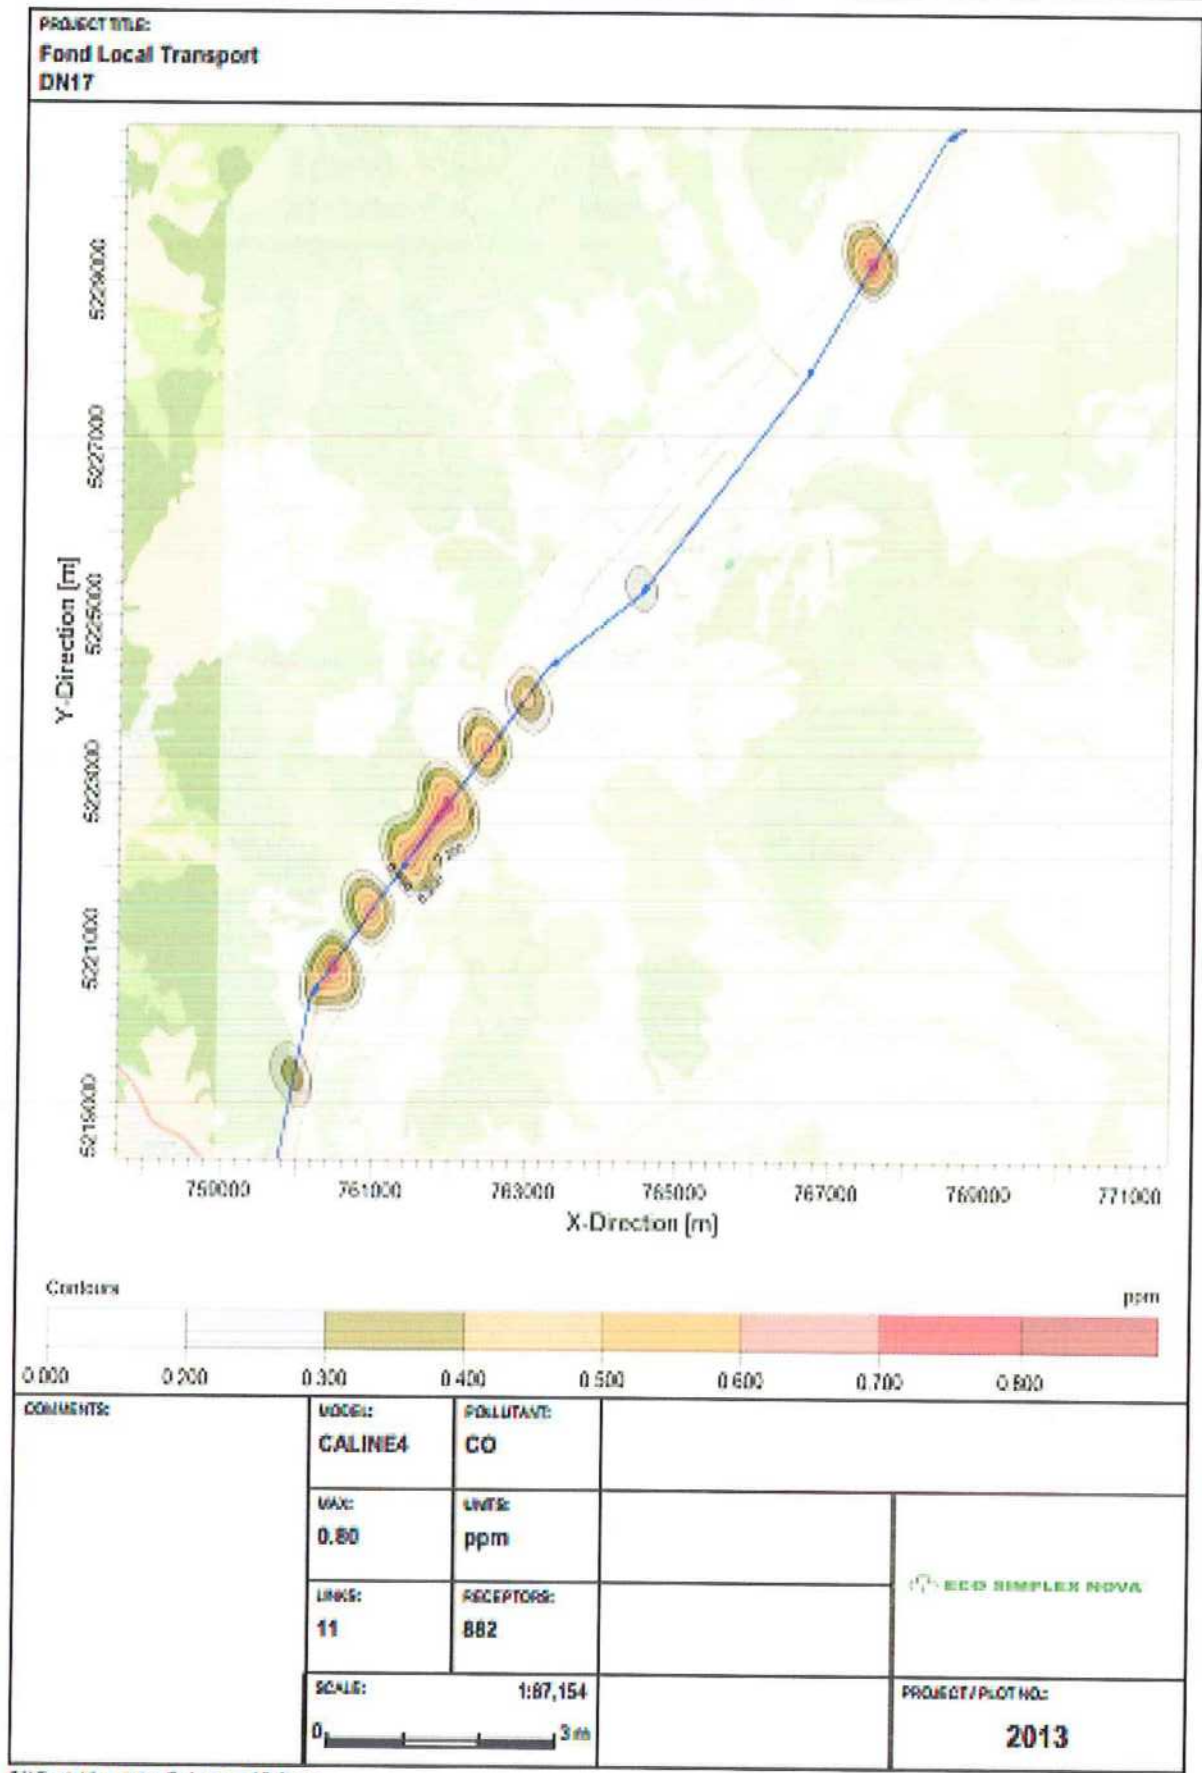 PROJECT TITLE:
Fond Local Transport
DN17
Y-Direction [m]
5229000
5227000
5225000
5223000
5221000
5219000
0.200
759000 761000 763000 765000 767000 769000 771000
X-Direction [m]
Contours ppm
0.000 0.200 0.300 0.400 0.500 0.600 0.700 0.800
COMMENTS:
MODEL:
CALINE4
POLLUTANT:
CO
MAX:
0.80
UNITS:
ppm
LINKS:
11
RECEPTORS:
882
ECO SIMPLEX NOVA
SCALE: 1:87,154
0 3 m
PROJECT / PLOT NO.:
2013